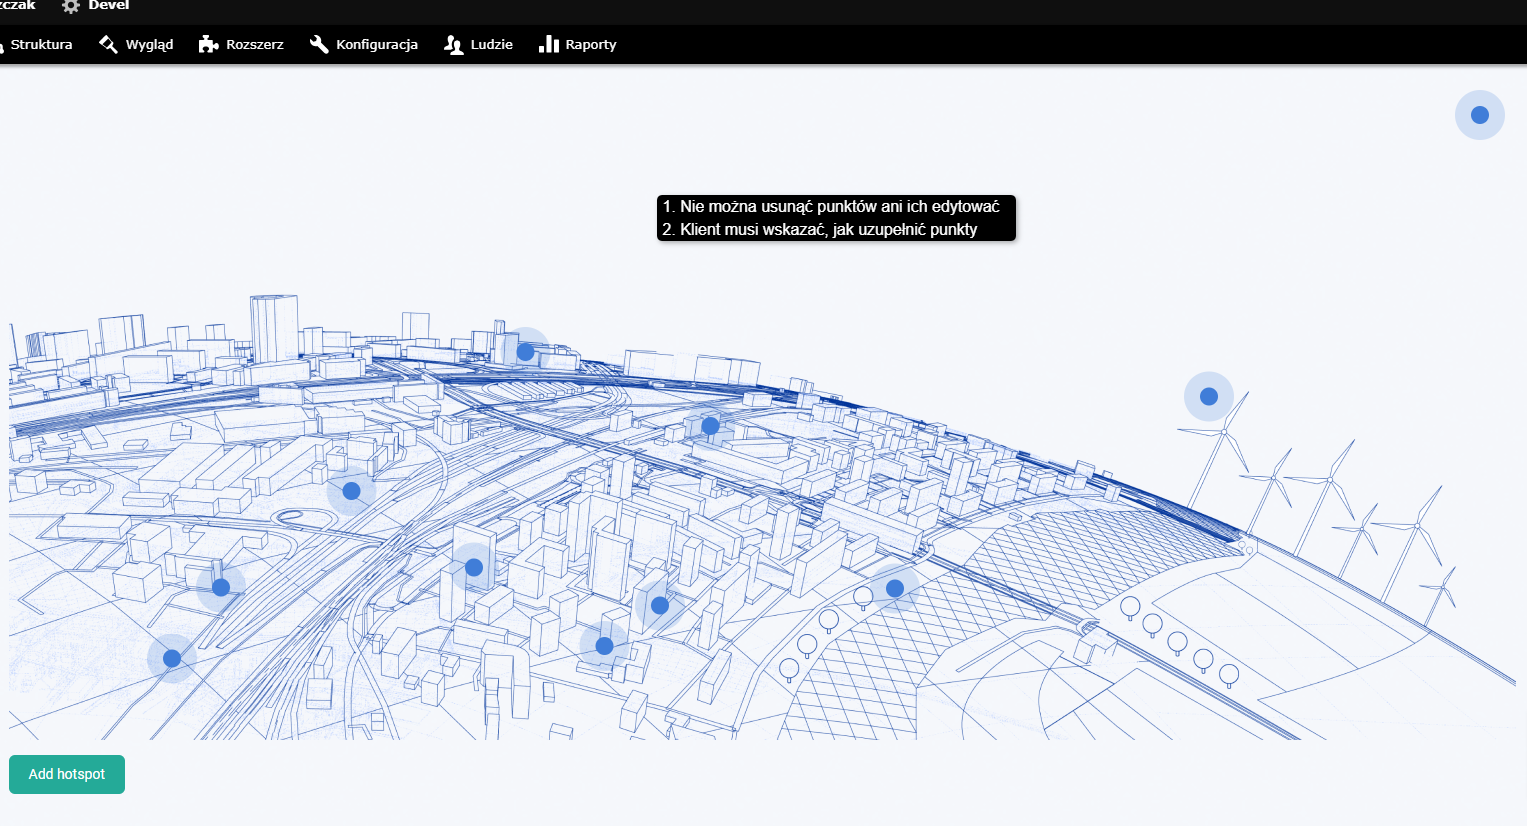 Devel
Struktura Wygląd Rozszerz Konfiguracja Ludzie Raporty
1. Nie można usunąć punktów ani ich edytować
2. Klient musi wskazać, jak uzupełnić punkty
Add hotspot